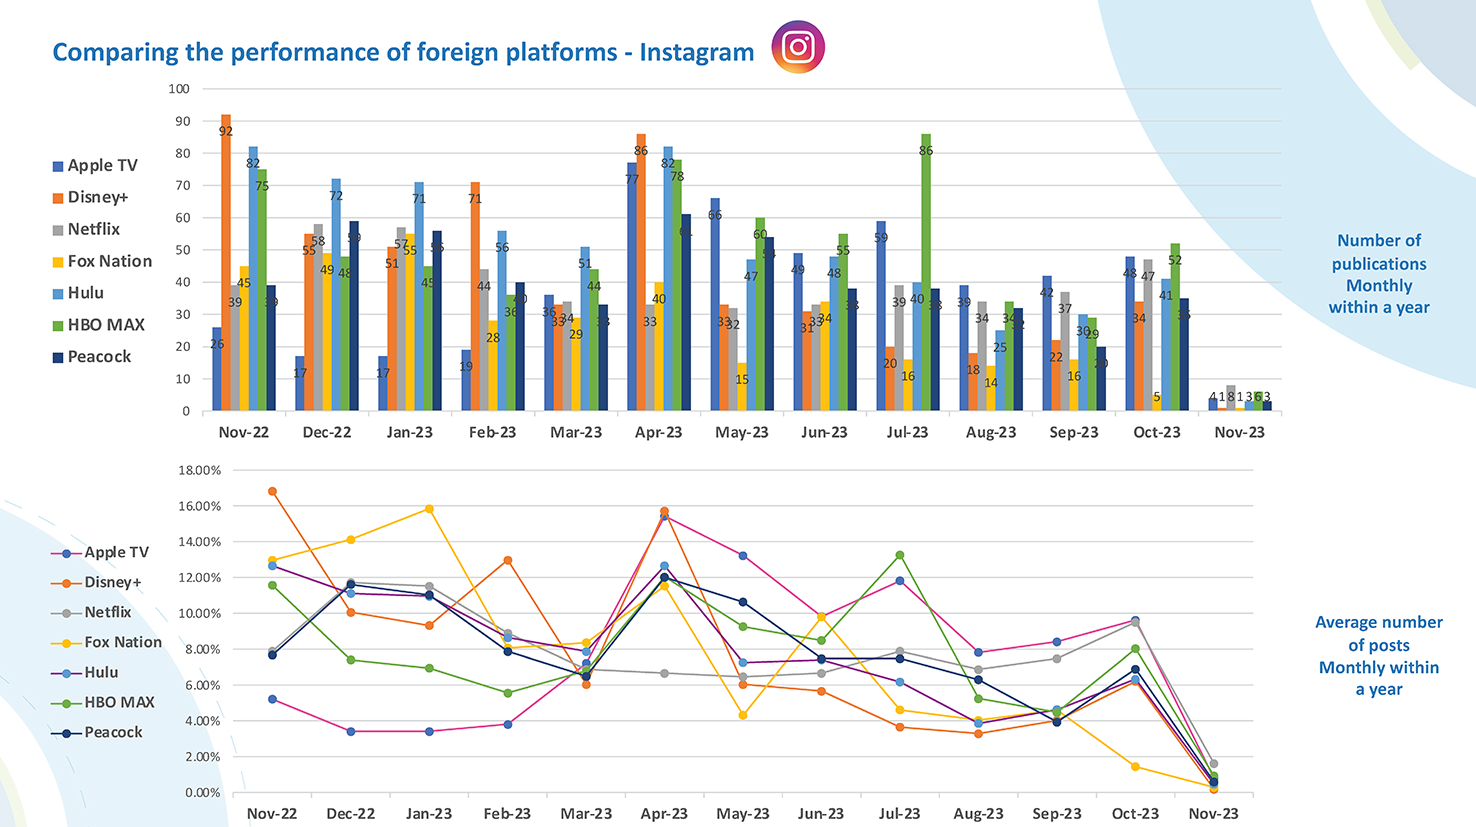 Comparing the performance of foreign platforms - Instagram
100
90
80
70
60
50
40
30
20
10
0
Apple TV
Disney+
Netflix
Fox Nation
Hulu
HBO MAX
Peacock
26 92 39 45 82 75 39
17 55 58 49 72 48 59
17 51 57 55 71 45 56
19 71 44 28 56 36 40
36 33 34 29 51 44 33
77 86 33 40 82 78 61
66 33 32 15 47 60 54
49 31 33 34 48 55 38
59 20 39 16 40 86 38
39 18 34 14 25 34 32
42 22 37 16 30 29 20
48 34 47 5 41 52 35
4 1 8 1 3 6 3
Nov-22 Dec-22 Jan-23 Feb-23 Mar-23 Apr-23 May-23 Jun-23 Jul-23 Aug-23 Sep-23 Oct-23 Nov-23
Number of
publications
Monthly
within a year
18.00%
16.00%
14.00%
12.00%
10.00%
8.00%
6.00%
4.00%
2.00%
0.00%
Apple TV
Disney+
Netflix
Fox Nation
Hulu
HBO MAX
Peacock
Nov-22 Dec-22 Jan-23 Feb-23 Mar-23 Apr-23 May-23 Jun-23 Jul-23 Aug-23 Sep-23 Oct-23 Nov-23
Average number
of posts
Monthly within
a year